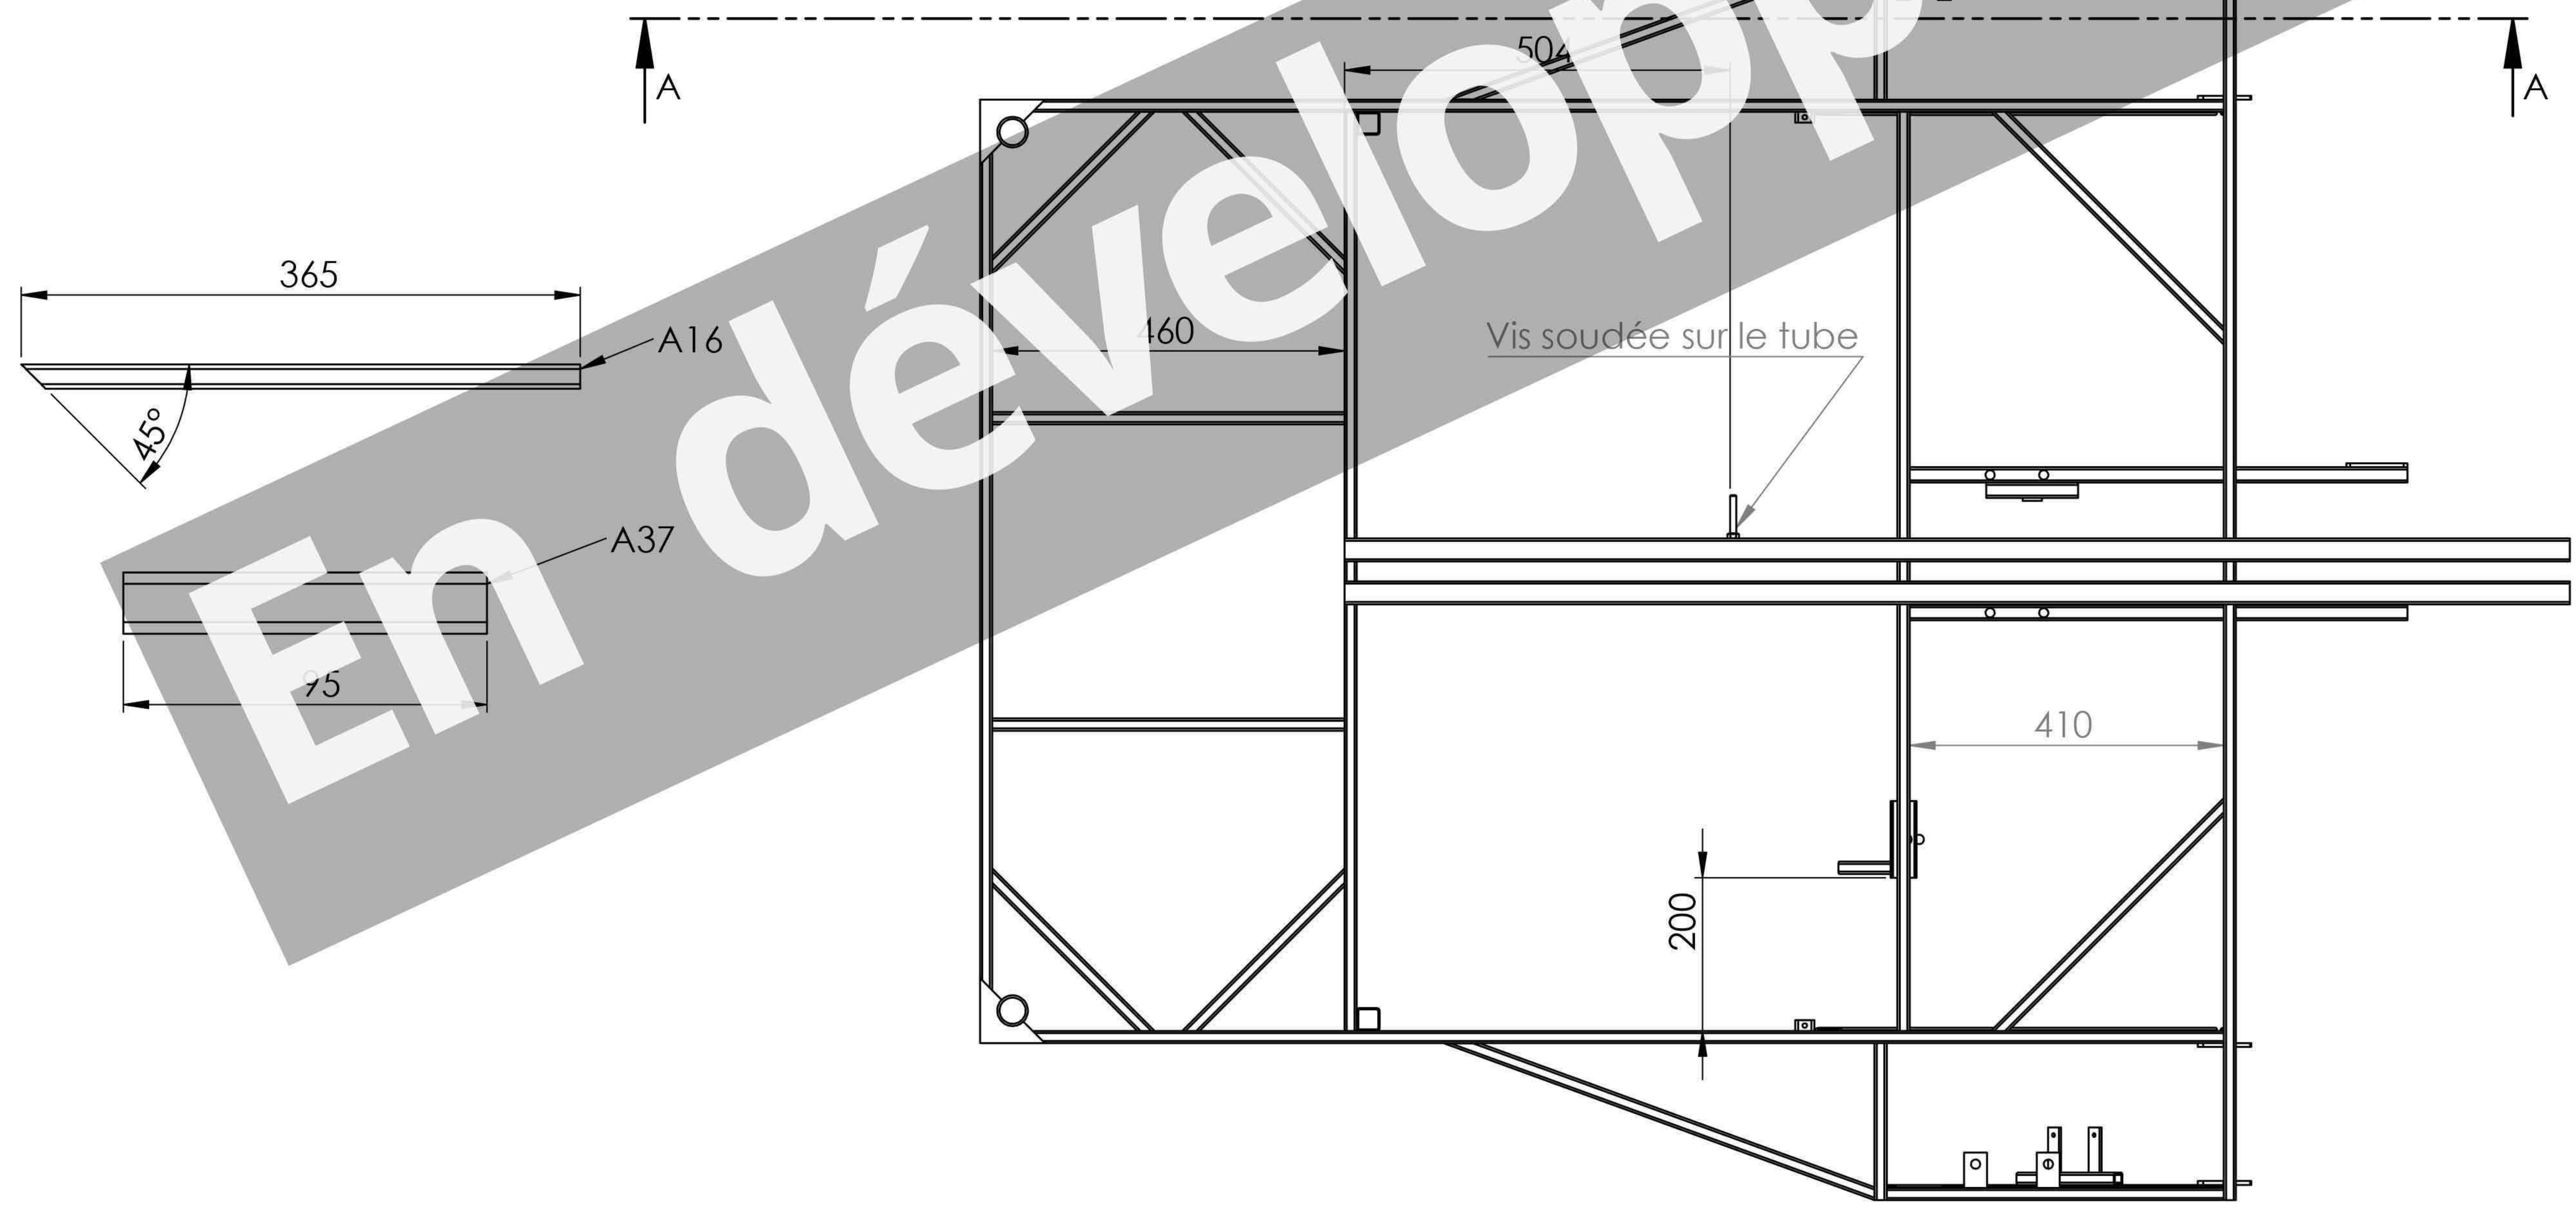 A
504
A
365
A16
460
Vis soudée sur le tube
45°
A37
95
410
200
En développ